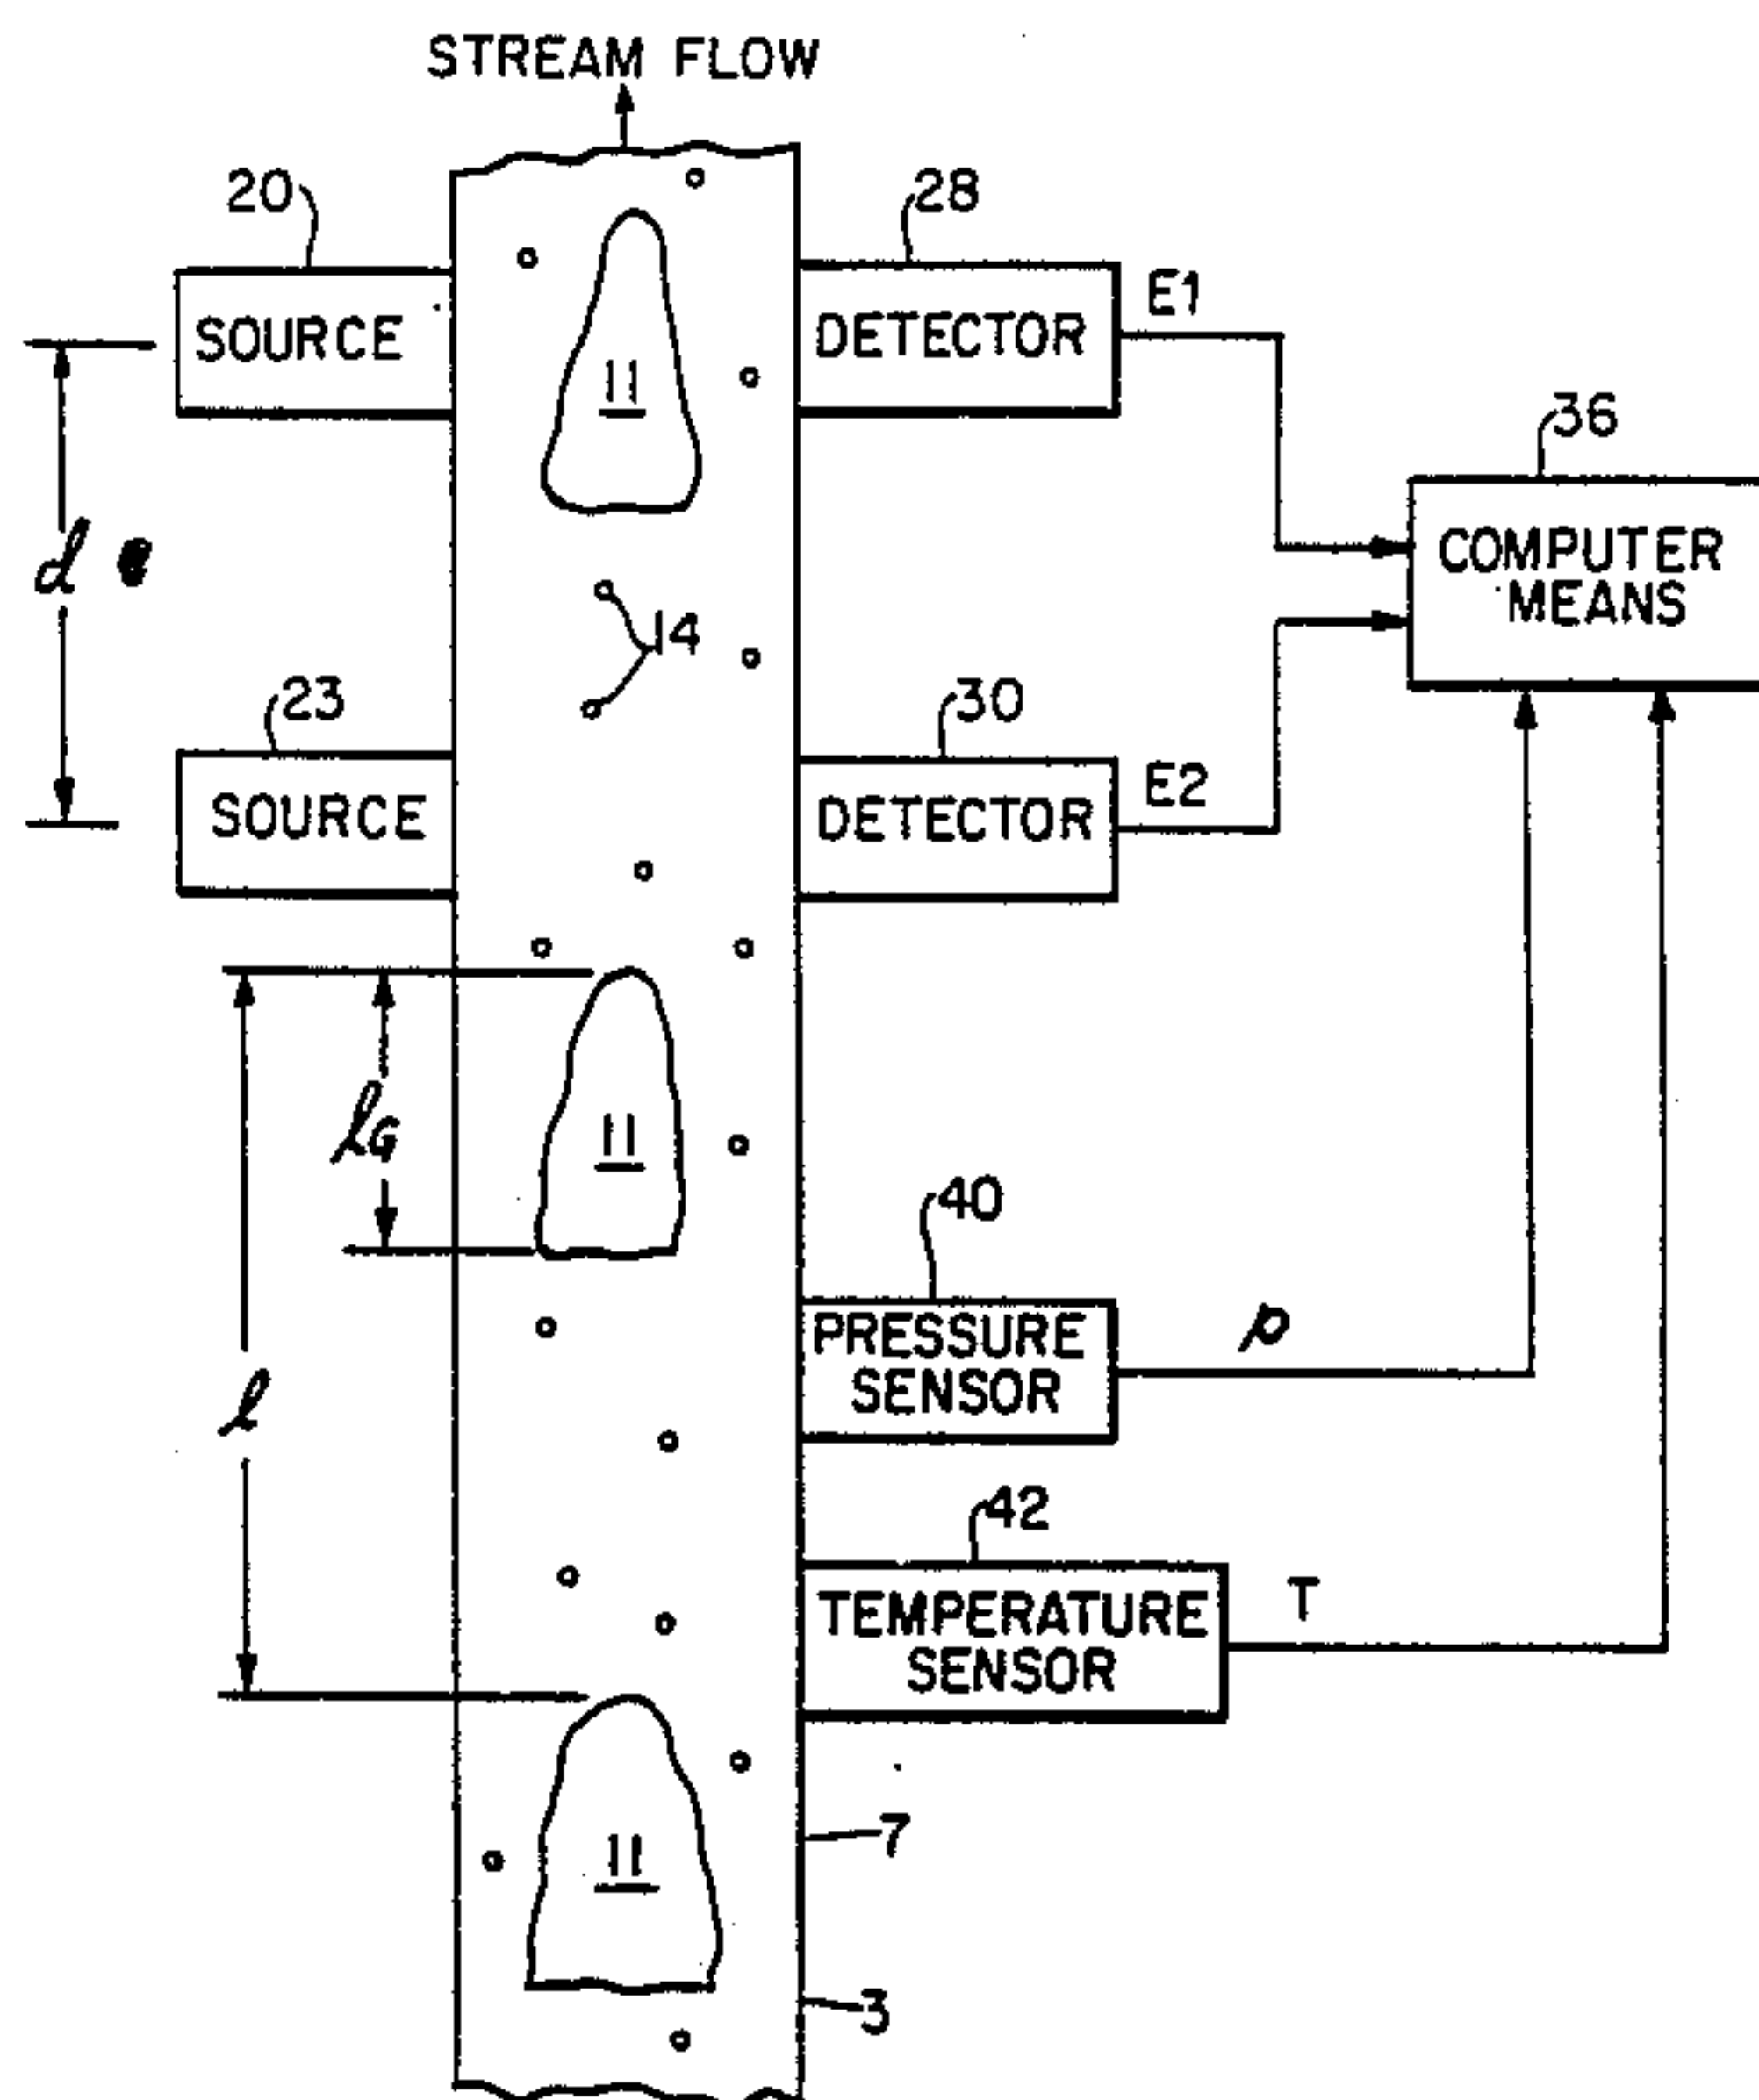 STREAM FLOW
20
28
SOURCE
DETECTOR
E1
11
36
COMPUTER
MEANS
d
14
23
30
SOURCE
DETECTOR
E2
lG
11
40
PRESSURE
SENSOR
p
l
42
TEMPERATURE
SENSOR
T
7
11
3